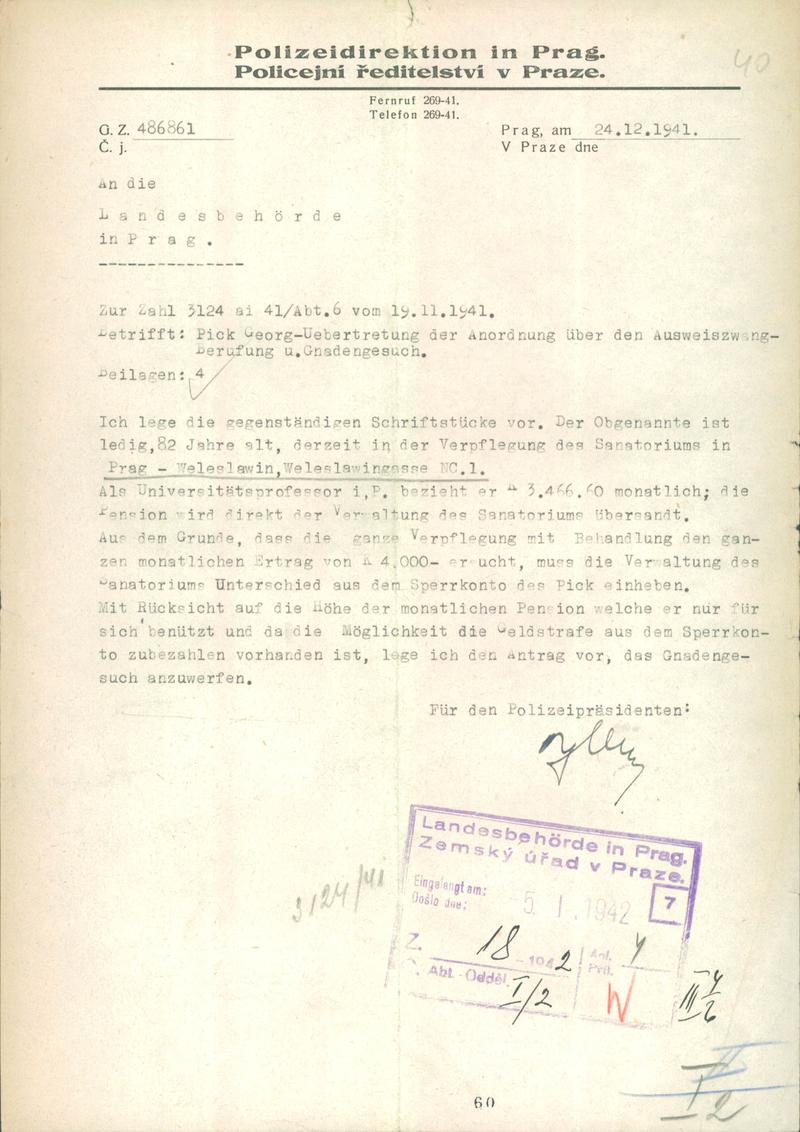 Polizeidirektion in Prag.
Policejní ředitelství v Praze.
40
Fernruf 269-41.
Telefon 269-41.
G. Z. 486861
Č. j.
Prag, am 24.12.1941.
V Praze dne
An die
L a n d e s b e h ö r d e
in P r a g .
---------------
Zur Zahl 3124 ai 41/Abt.6 vom 19.11.1941.
Betrifft: Pick Georg-Uebertretung der Anordnung über den Ausweiszwang-
Berufung u.Gnadengesuch.
Beilagen: 4
Ich lege die gegenständigen Schriftstücke vor. Der Obgenannte ist
ledig,82 Jahre alt, derzeit in der Verpflegung des Sanatoriums in
Prag - Weleslawin,Weleslawingasse NC.1.
Als Universitätsprofessor i,P. bezieht er K 3.466.60 monatlich; die
Pension wird direkt der Verwaltung des Sanatoriums übersandt.
Aus dem Grunde, dass die ganze Verpflegung mit Behandlung den gan-
zen monatlichen Ertrag von K 4.000- ersucht, muss die Verwaltung des
Sanatoriums Unterschied aus dem Sperrkonto des Pick einheben.
Mit Rücksicht auf die Höhe der monatlichen Pension welche er nur für
sich benützt und da die Möglichkeit die Geldstrafe aus dem Sperrkon-
to zubezahlen vorhanden ist, lege ich den Antrag vor, das Gnadenge-
such anzuwerfen.
Für den Polizeipräsidenten:
Landesbehörde in Prag.
Zemský úřad v Praze.
Eingelangt am:
Došlo dne:
5. I. 1942
7
3124/41
Z. 18 - 1942
Anl. 4
Příl.
Abt.-Odděl. I/2
60
I
2